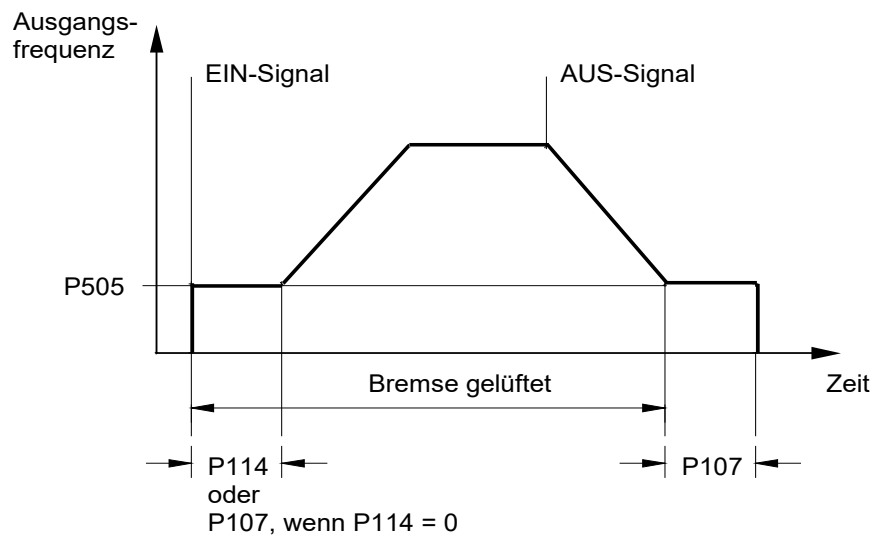 Ausgangs-
frequenz
EIN-Signal
AUS-Signal
P505
Bremse gelüftet
Zeit
P114
oder
P107, wenn P114 = 0
P107